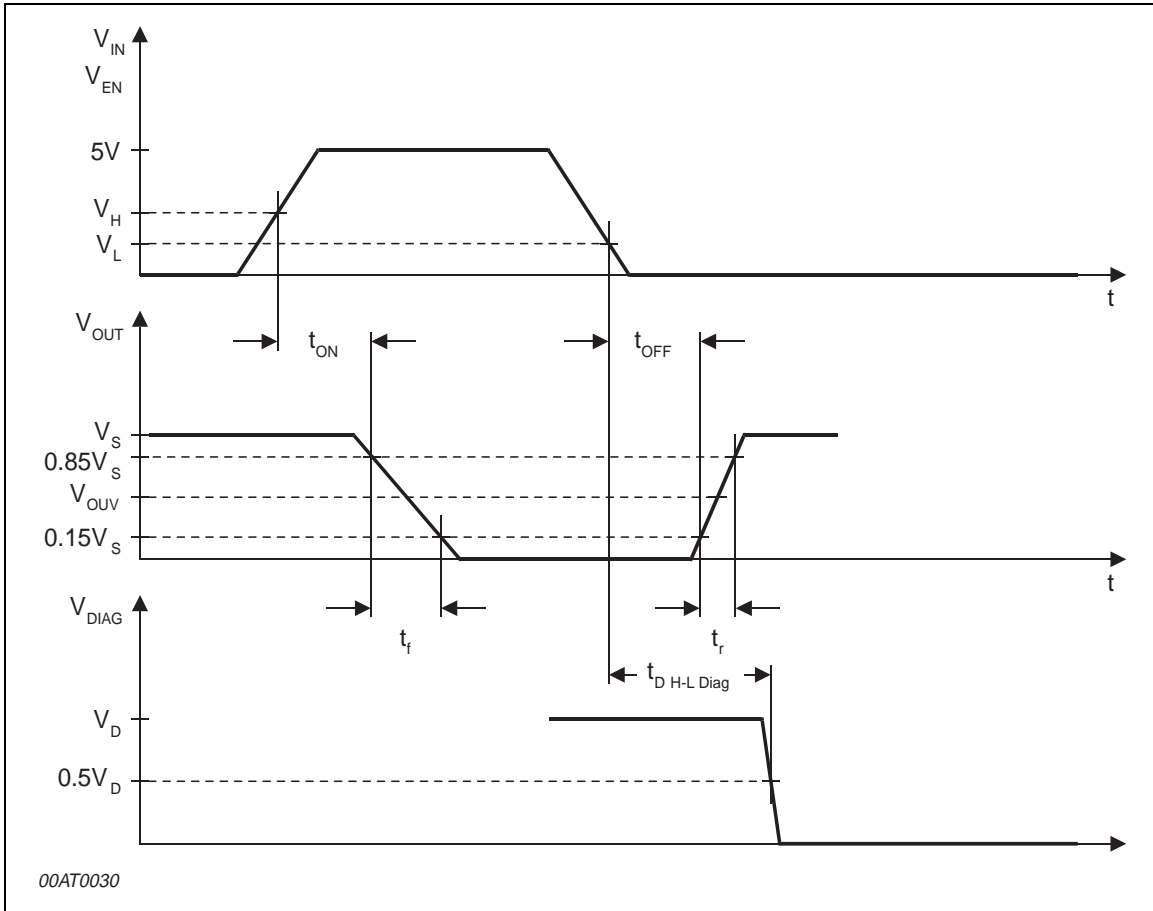 V_IN
V_EN
5V
V_H
V_L
t
V_OUT
t_ON
t_OFF
V_S
0.85V_S
V_OUV
0.15V_S
t
V_DIAG
t_f
t_r
t_D H-L Diag
V_D
0.5V_D
00AT0030